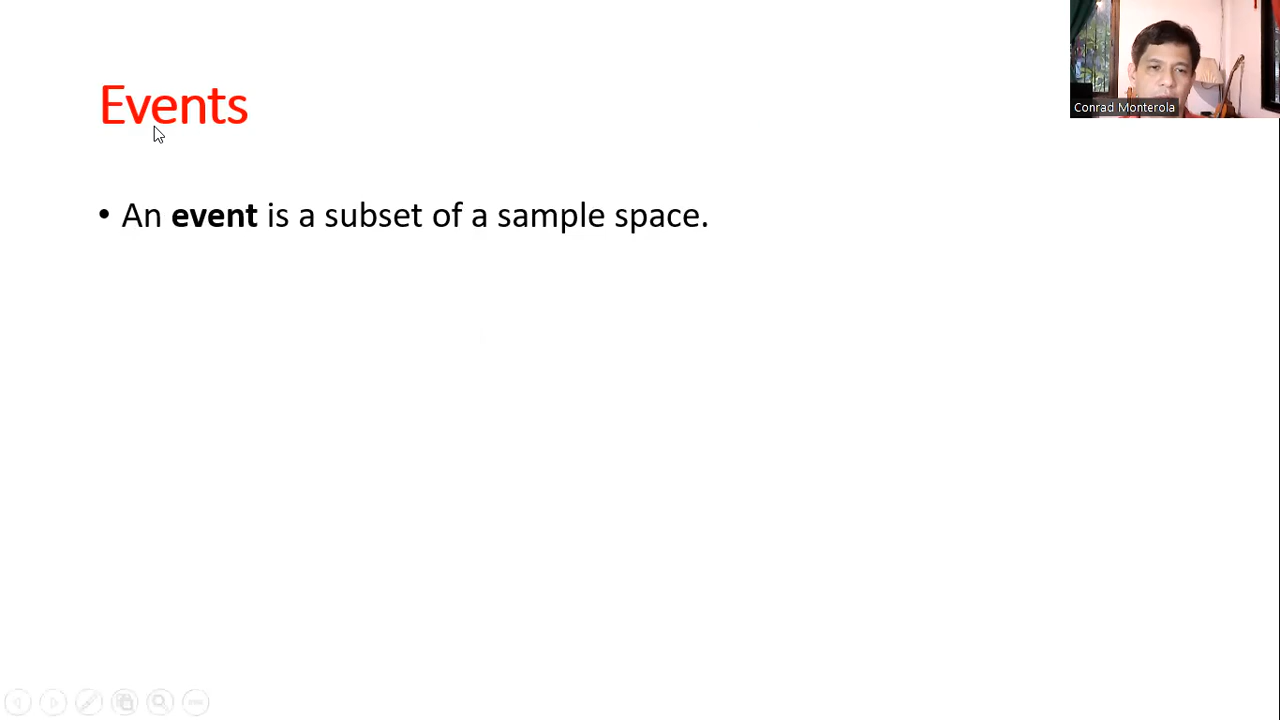 Events
• An event is a subset of a sample space.
Conrad Monterola